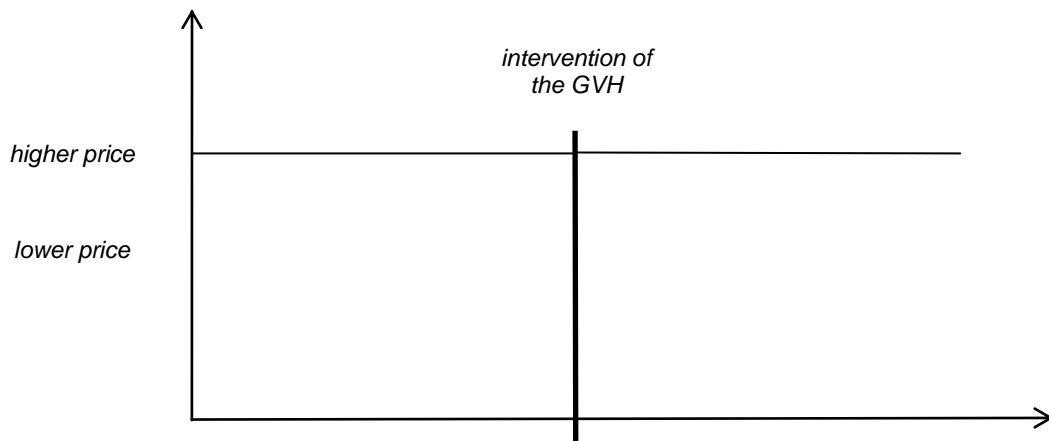 intervention of
the GVH
higher price
lower price